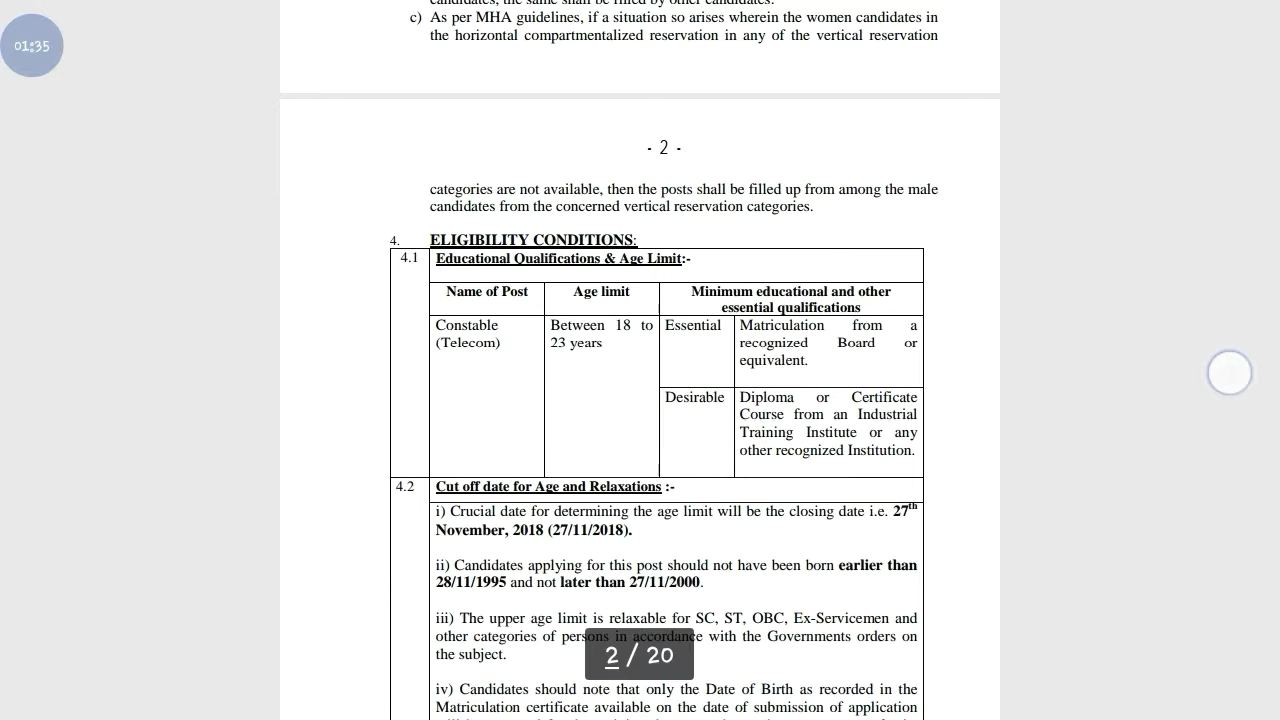 candidates, the same shall be filled by other candidates.
c) As per MHA guidelines, if a situation so arises wherein the women candidates in
the horizontal compartmentalized reservation in any of the vertical reservation
01:35
- 2 -
categories are not available, then the posts shall be filled up from among the male
candidates from the concerned vertical reservation categories.
4. ELIGIBILITY CONDITIONS:
4.1 Educational Qualifications & Age Limit:-
Name of Post Age limit Minimum educational and other
essential qualifications
Constable Between 18 to Essential Matriculation from a
(Telecom) 23 years recognized Board or
equivalent.
Desirable Diploma or Certificate
Course from an Industrial
Training Institute or any
other recognized Institution.
4.2 Cut off date for Age and Relaxations :-
i) Crucial date for determining the age limit will be the closing date i.e. 27th
November, 2018 (27/11/2018).
ii) Candidates applying for this post should not have been born earlier than
28/11/1995 and not later than 27/11/2000.
iii) The upper age limit is relaxable for SC, ST, OBC, Ex-Servicemen and
other categories of persons in accordance with the Governments orders on
the subject.
2 / 20
iv) Candidates should note that only the Date of Birth as recorded in the
Matriculation certificate available on the date of submission of application